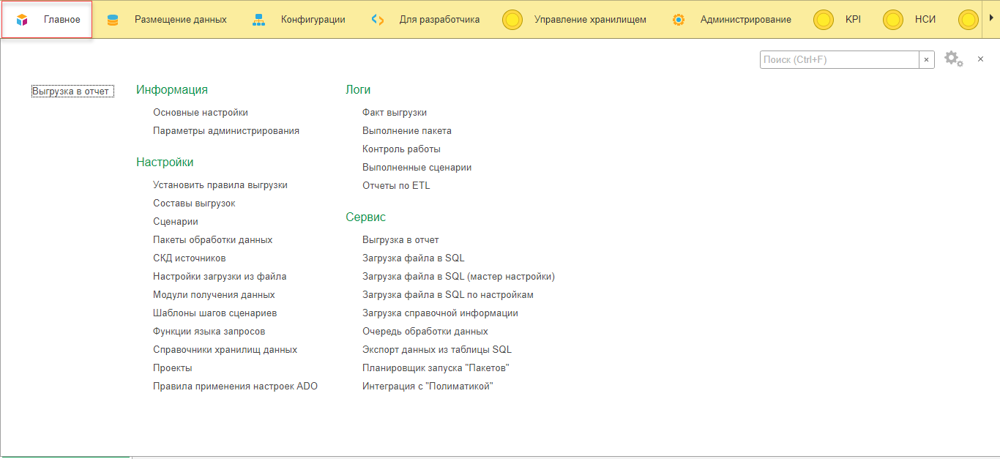 Главное
Размещение данных
Конфигурации
Для разработчика
Управление хранилищем
Администрирование
KPI
НСИ
Поиск (Ctrl+F)
Выгрузка в отчет
Информация
Основные настройки
Параметры администрирования
Настройки
Установить правила выгрузки
Составы выгрузок
Сценарии
Пакеты обработки данных
СКД источников
Настройки загрузки из файла
Модули получения данных
Шаблоны шагов сценариев
Функции языка запросов
Справочники хранилищ данных
Проекты
Правила применения настроек ADO
Логи
Факт выгрузки
Выполнение пакета
Контроль работы
Выполненные сценарии
Отчеты по ETL
Сервис
Выгрузка в отчет
Загрузка файла в SQL
Загрузка файла в SQL (мастер настройки)
Загрузка файла в SQL по настройкам
Загрузка справочной информации
Очередь обработки данных
Экспорт данных из таблицы SQL
Планировщик запуска "Пакетов"
Интеграция с "Полиматикой"